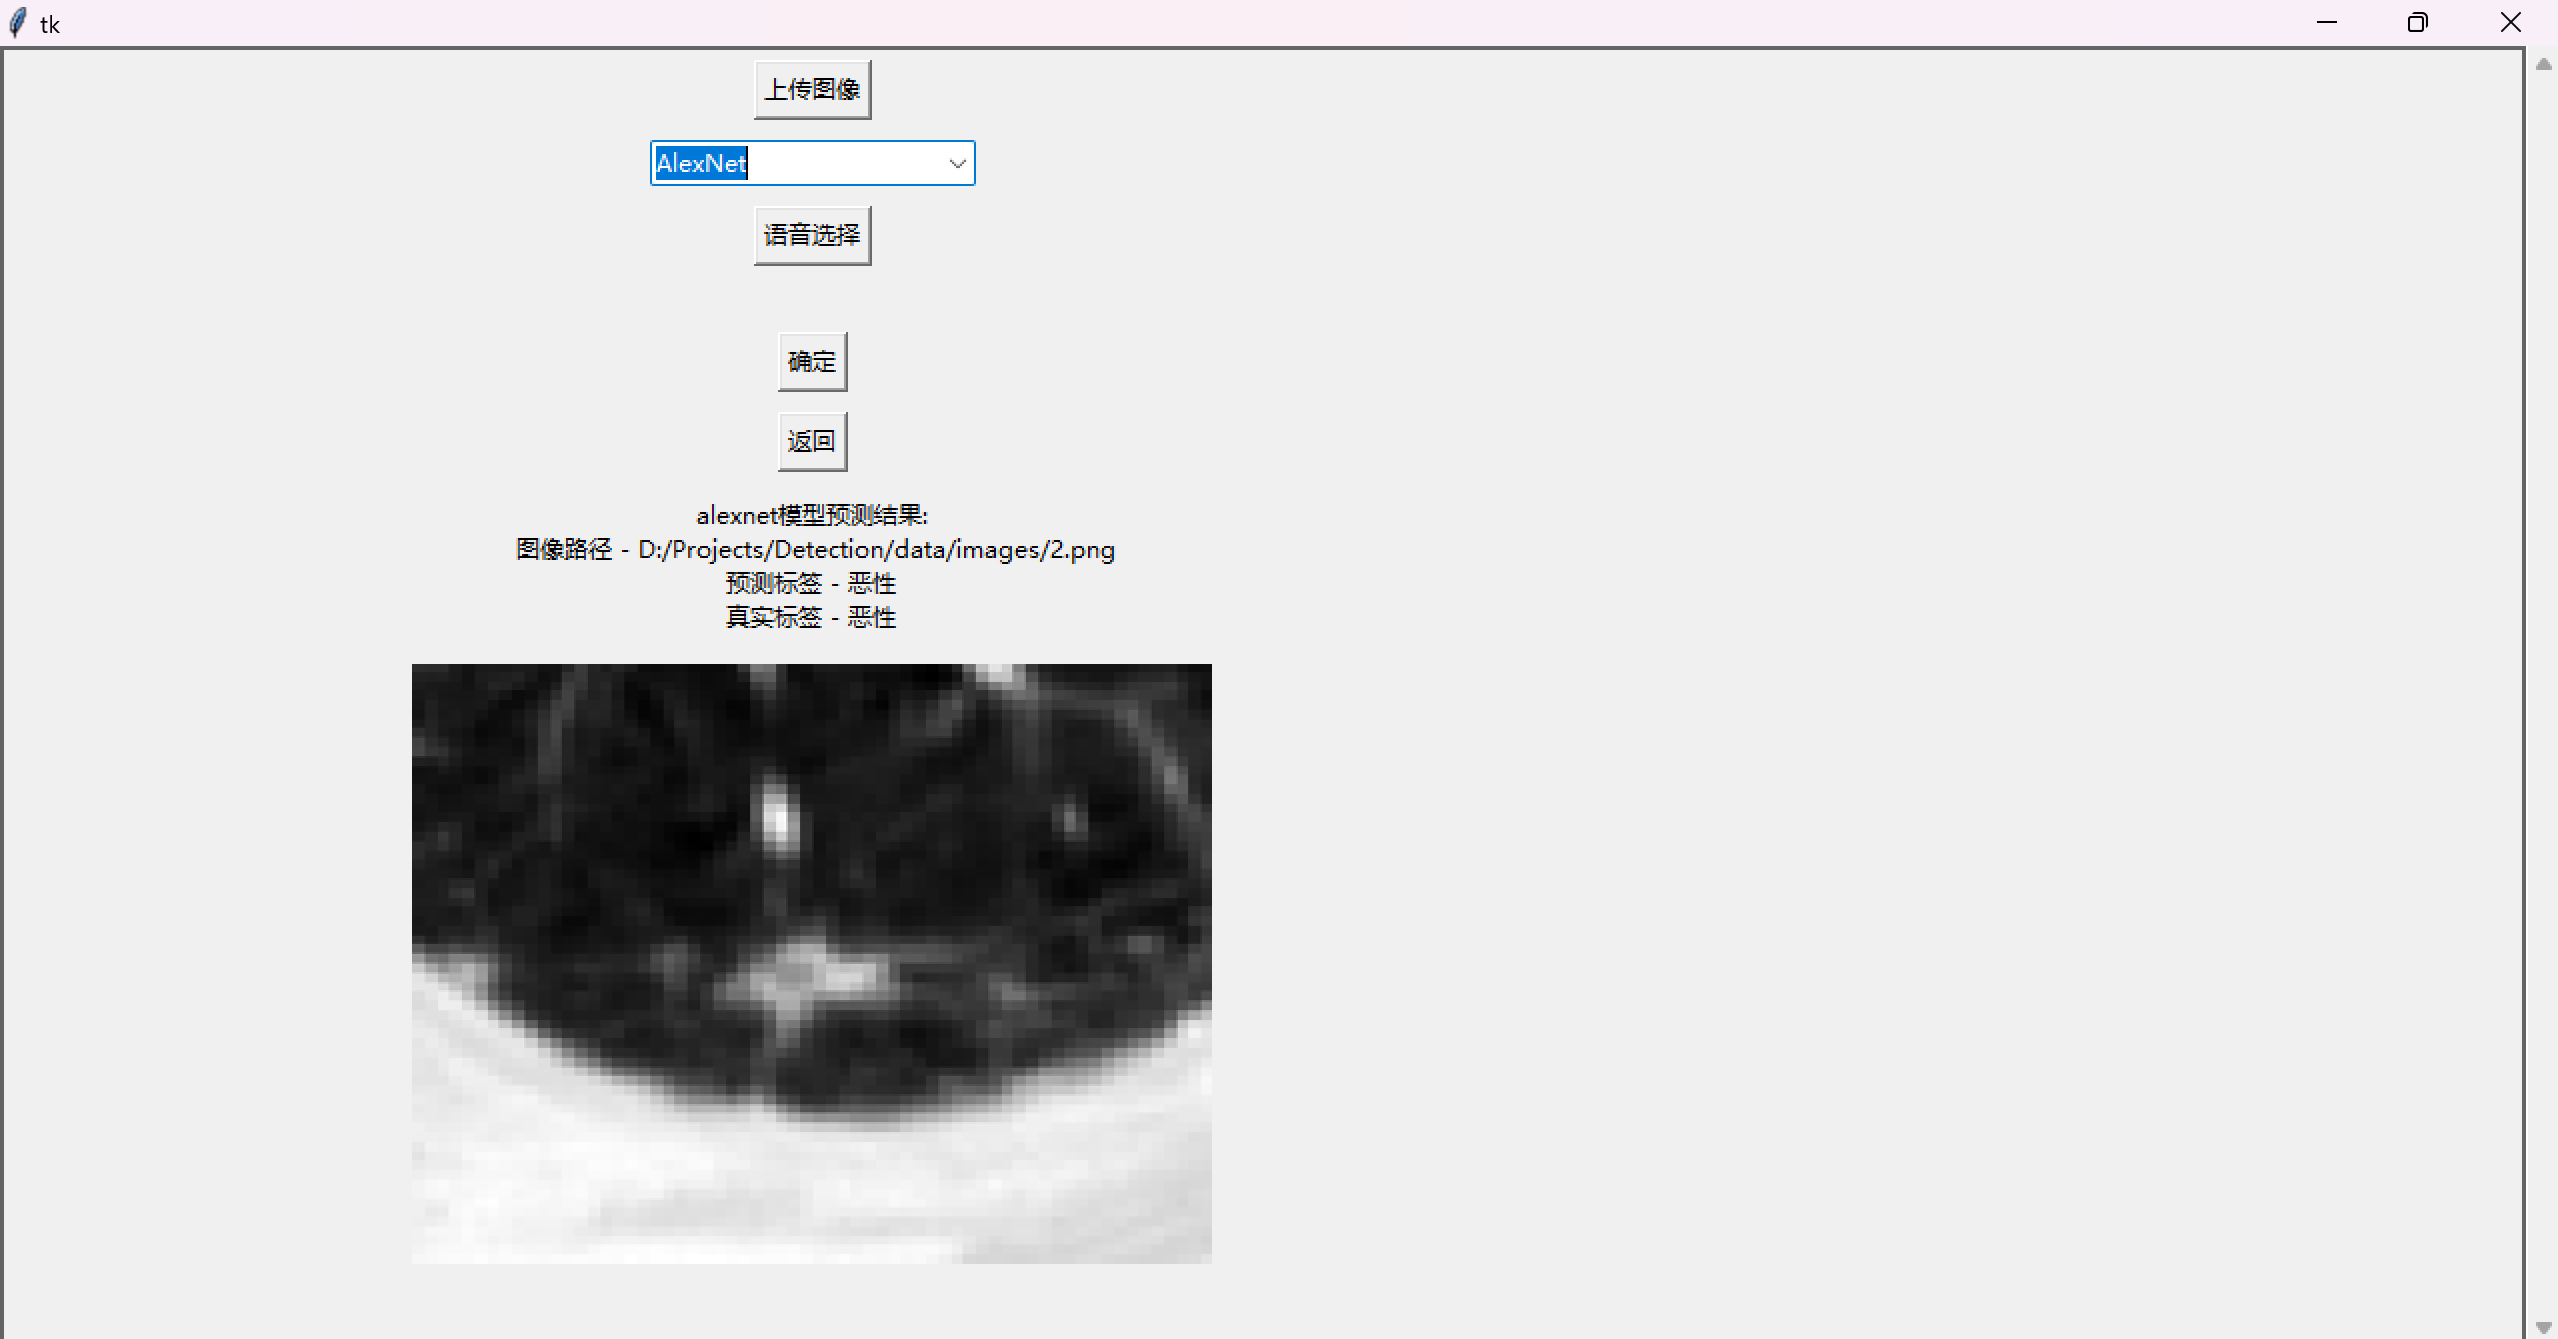 tk
上传图像
AlexNet
语音选择
确定
返回
alexnet模型预测结果:
图像路径 - D:/Projects/Detection/data/images/2.png
预测标签 - 恶性
真实标签 - 恶性